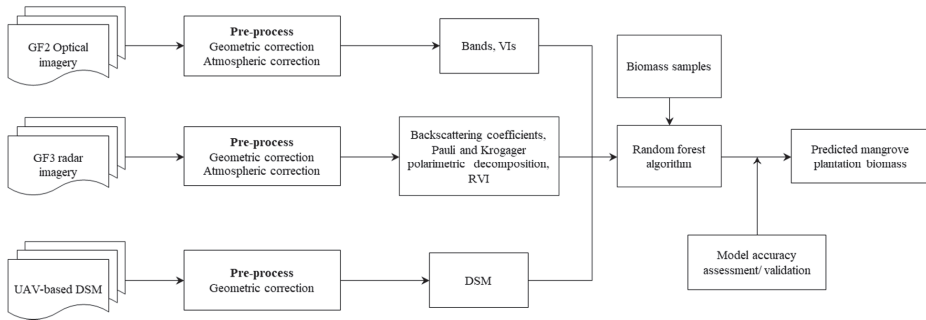 GF2 Optical
imagery
Pre-process
Geometric correction
Atmospheric correction
Bands, VIs
Biomass samples
GF3 radar
imagery
Pre-process
Geometric correction
Atmospheric correction
Backscattering coefficients,
Pauli and Krogager
polarimetric decomposition,
RVI
Random forest
algorithm
Predicted mangrove
plantation biomass
Model accuracy
assessment/ validation
UAV-based DSM
Pre-process
Geometric correction
DSM